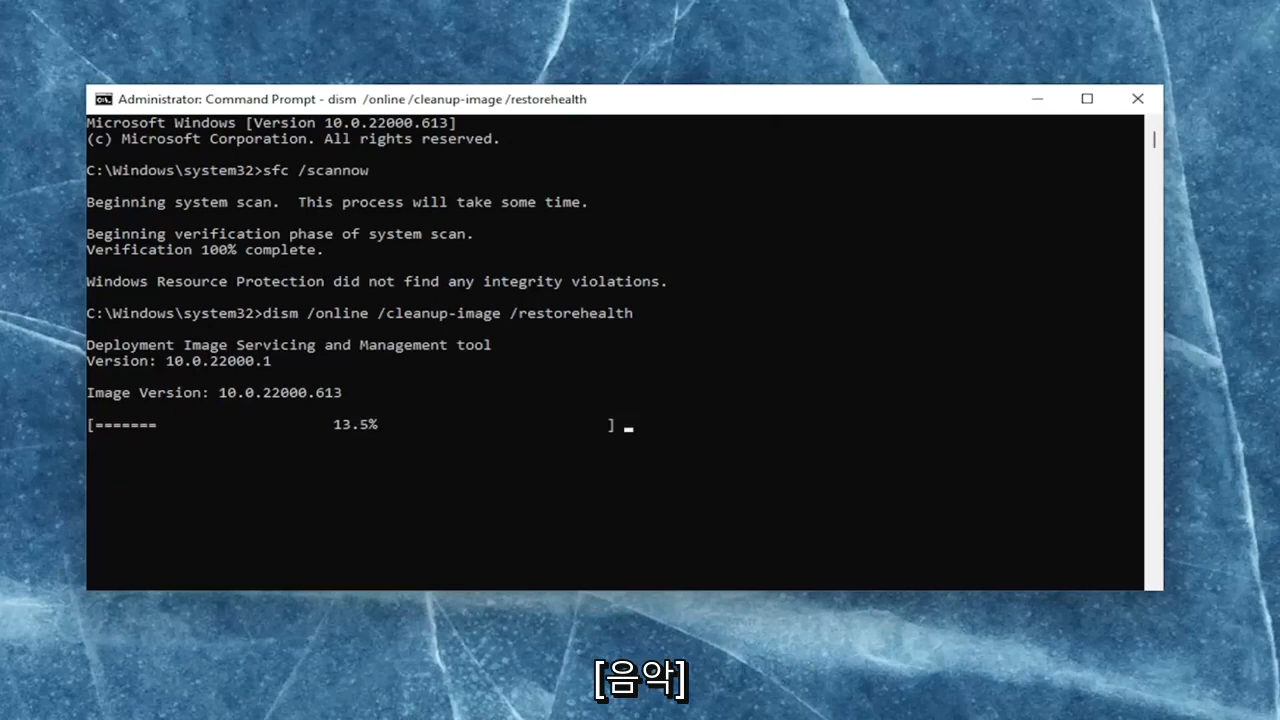 Administrator: Command Prompt - dism  /online /cleanup-image /restorehealth
Microsoft Windows [Version 10.0.22000.613]
(c) Microsoft Corporation. All rights reserved.
C:\Windows\system32>sfc /scannow
Beginning system scan.  This process will take some time.
Beginning verification phase of system scan.
Verification 100% complete.
Windows Resource Protection did not find any integrity violations.
C:\Windows\system32>dism /online /cleanup-image /restorehealth
Deployment Image Servicing and Management tool
Version: 10.0.22000.1
Image Version: 10.0.22000.613
[=======                    13.5%                          ]
[음악]